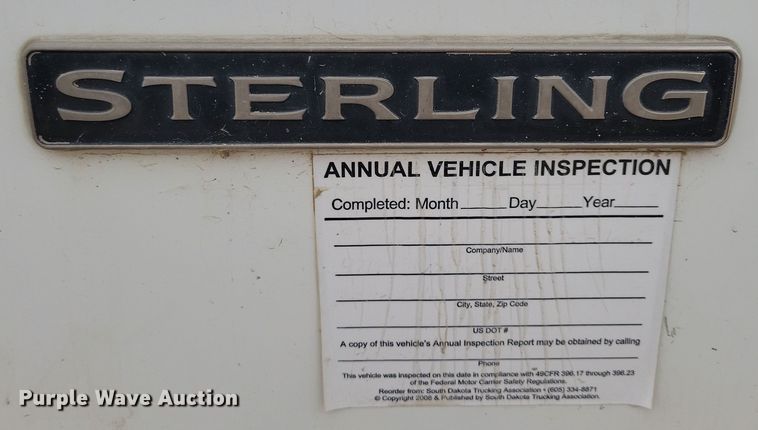 STERLING
ANNUAL VEHICLE INSPECTION
Completed: Month____Day____Year____
Company/Name
Street
City, State, Zip Code
US DOT #
A copy of this vehicle's Annual Inspection Report may be obtained by calling
Phone
This vehicle was inspected on this date in compliance with 49CFR 396.17 through 396.23
of the Federal Motor Carrier Safety Regulations.
Reorder from: South Dakota Trucking Association • (605) 334-8871
© Copyright 2008 & Published by South Dakota Trucking Association.
Purple Wave Auction